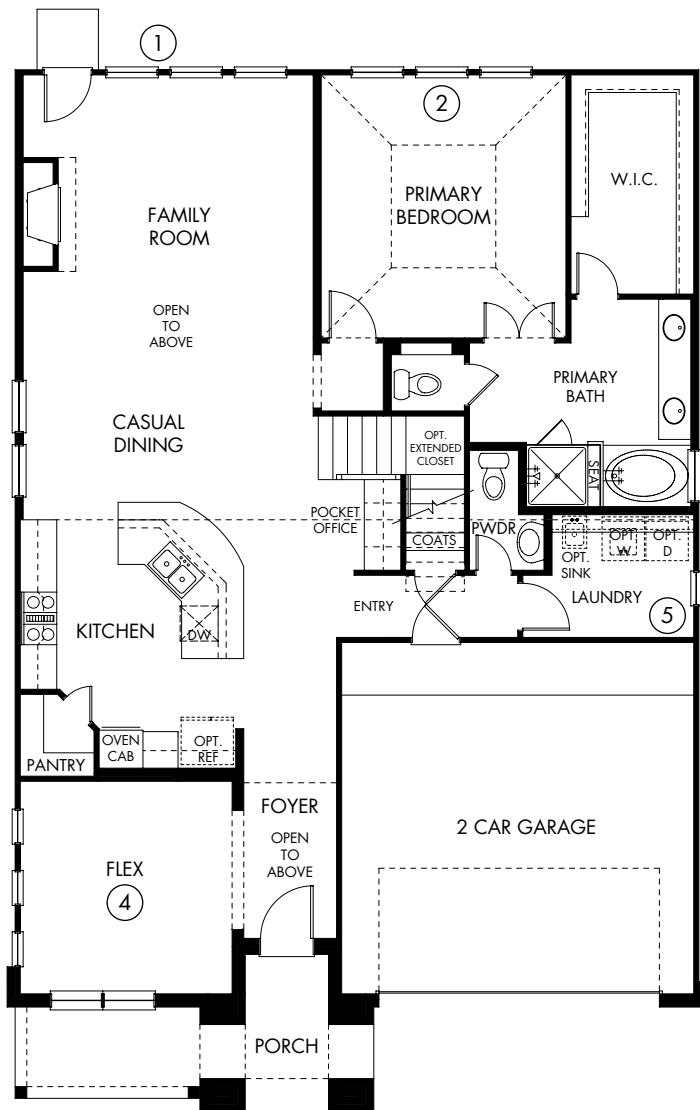 1
2
W.I.C.
PRIMARY
BEDROOM
FAMILY
ROOM
OPEN
TO
ABOVE
PRIMARY
BATH
CASUAL
DINING
OPT.
EXTENDED
CLOSET
SEAT
POCKET
OFFICE
PWDR
COATS
OPT.
SINK
OPT.
W
OPT.
D
LAUNDRY
5
ENTRY
KITCHEN
DW
OVEN
CAB
OPT.
REF
PANTRY
FOYER
OPEN
TO
ABOVE
2 CAR GARAGE
FLEX
4
PORCH